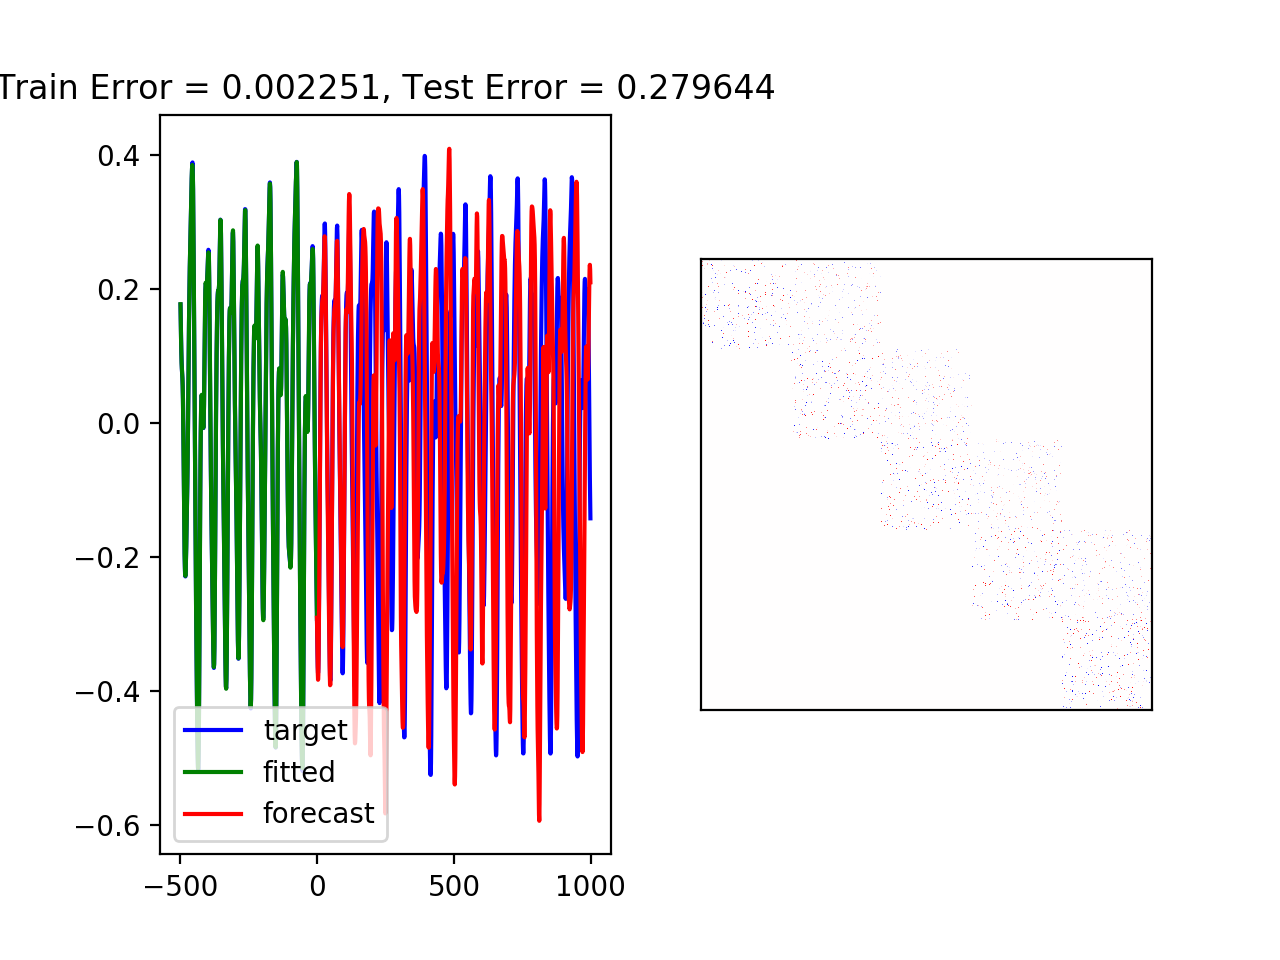 Train Error = 0.002251, Test Error = 0.279644
0.4
0.2
0.0
−0.2
−0.4
−0.6
target
fitted
forecast
−500
0
500
1000